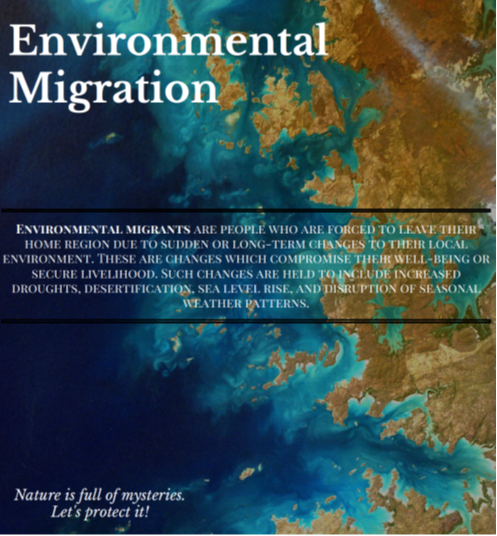 Environmental
Migration
Environmental migrants are people who are forced to leave their
home region due to sudden or long-term changes to their local
environment. These are changes which compromise their well-being or
secure livelihood. Such changes are held to include increased
droughts, desertification, sea level rise, and disruption of seasonal
weather patterns.
Nature is full of mysteries.
Let's protect it!